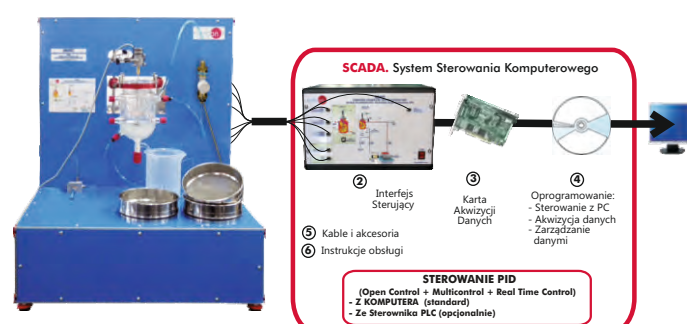 SCADA. System Sterowania Komputerowego
②
Interfejs
Sterujący
③
Karta
Akwizycji
Danych
④
Oprogramowanie:
- Sterowanie z PC
- Akwizycja danych
- Zarządzanie
danymi
⑤ Kable i akcesoria
⑥ Instrukcje obsługi
STEROWANIE PID
(Open Control + Multicontrol + Real Time Control)
- Z KOMPUTERA (standard)
- Ze Sterownika PLC (opcjonalnie)